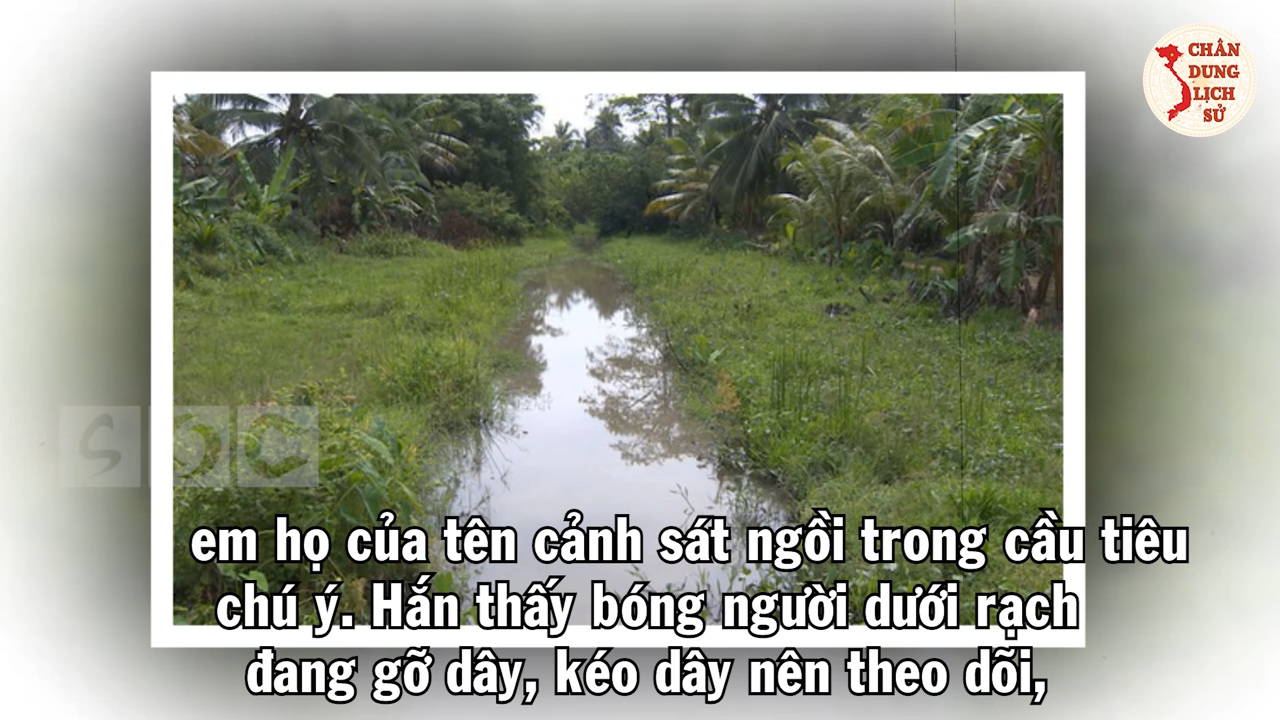 CHÂN
DUNG
LỊCH
SỬ
SDC
em họ của tên cảnh sát ngồi trong cầu tiêu
chú ý. Hắn thấy bóng người dưới rạch
đang gỡ dây, kéo dây nên theo dõi,